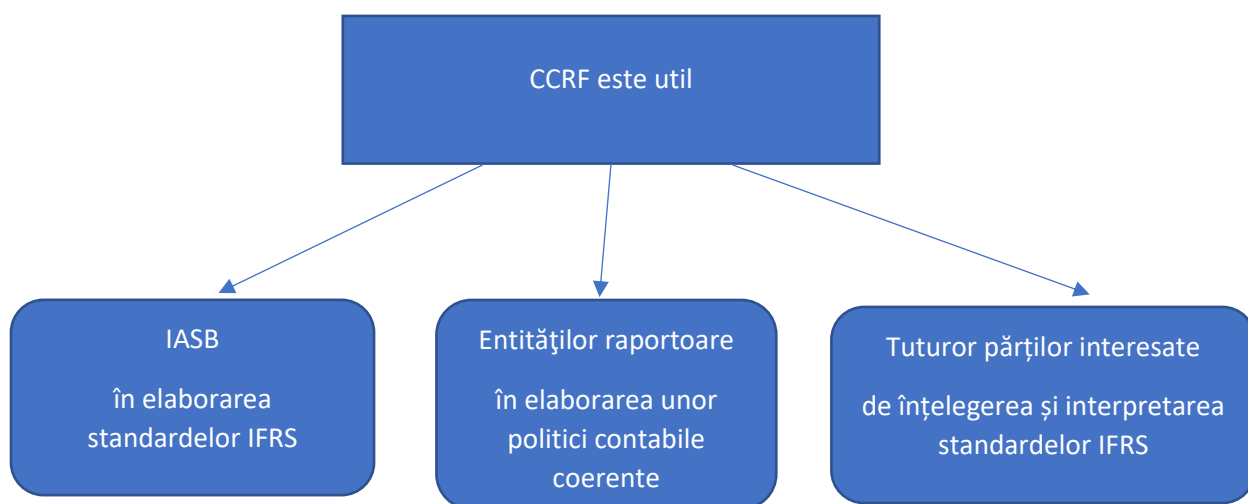 CCRF este util
IASB
în elaborarea
standardelor IFRS
Entităţilor raportoare
în elaborarea unor
politici contabile
coerente
Tuturor părților interesate
de înțelegerea și interpretarea
standardelor IFRS